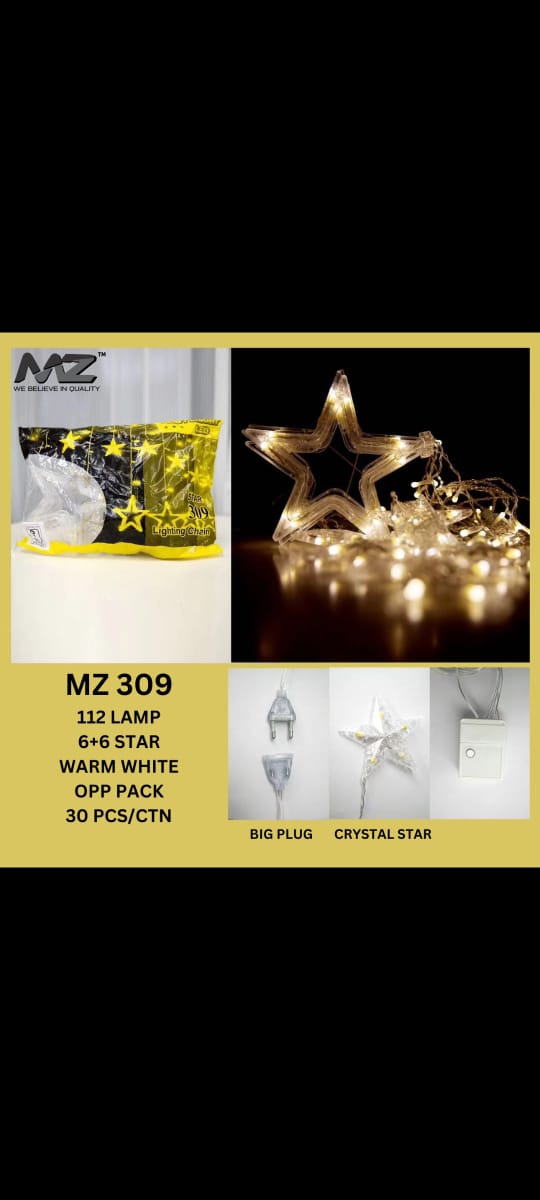 MZ™
WE BELIEVE IN QUALITY
STAR
309
Lighting Chain
MZ 309
112 LAMP
6+6 STAR
WARM WHITE
OPP PACK
30 PCS/CTN
BIG PLUG
CRYSTAL STAR